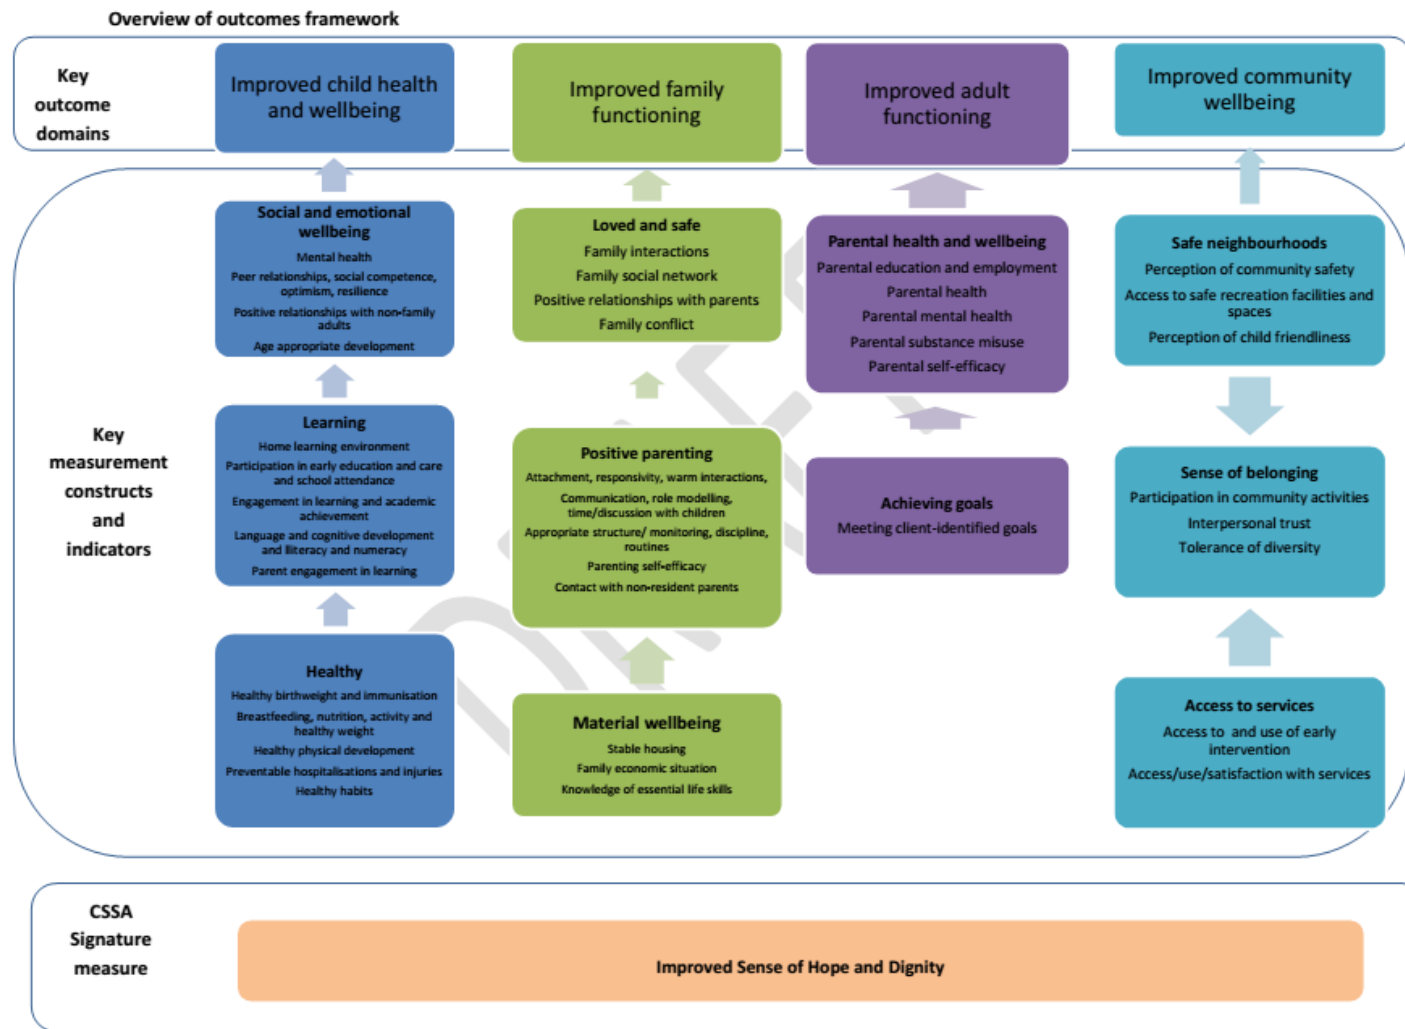 Overview of outcomes framework
Key
outcome
domains
Improved child health
and wellbeing
Improved family
functioning
Improved adult
functioning
Improved community
wellbeing
Key
measurement
constructs
and
indicators
Social and emotional
wellbeing
Mental health
Peer relationships, social competence,
optimism, resilience
Positive relationships with non-family
adults
Age appropriate development
Learning
Home learning environment
Participation in early education and care
and school attendance
Engagement in learning and academic
achievement
Language and cognitive development
and lliteracy and numeracy
Parent engagement in learning
Healthy
Healthy birthweight and immunisation
Breastfeeding, nutrition, activity and
healthy weight
Healthy physical development
Preventable hospitalisations and injuries
Healthy habits
Loved and safe
Family interactions
Family social network
Positive relationships with parents
Family conflict
Positive parenting
Attachment, responsivity, warm interactions,
Communication, role modelling,
time/discussion with children
Appropriate structure/ monitoring, discipline,
routines
Parenting self-efficacy
Contact with non-resident parents
Material wellbeing
Stable housing
Family economic situation
Knowledge of essential life skills
Parental health and wellbeing
Parental education and employment
Parental health
Parental mental health
Parental substance misuse
Parental self-efficacy
Achieving goals
Meeting client-identified goals
Safe neighbourhoods
Perception of community safety
Access to safe recreation facilities and
spaces
Perception of child friendliness
Sense of belonging
Participation in community activities
Interpersonal trust
Tolerance of diversity
Access to services
Access to and use of early
intervention
Access/use/satisfaction with services
CSSA
Signature
measure
Improved Sense of Hope and Dignity
DRAFT